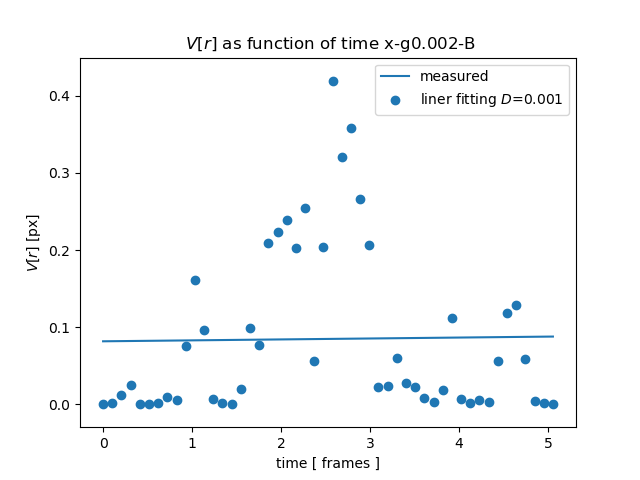 V[r] as function of time x-g0.002-B
measured
liner fitting D=0.001
V[r] [px]
0.4
0.3
0.2
0.1
0.0
0 1 2 3 4 5
time [ frames ]